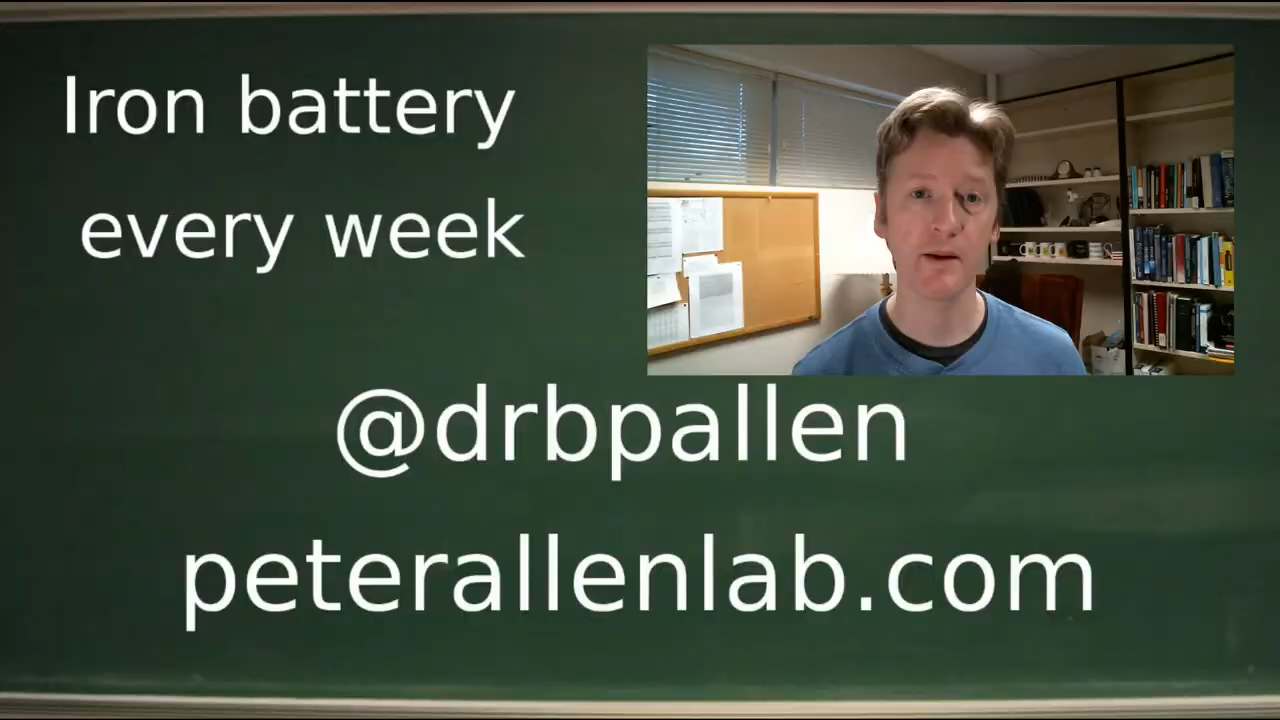 Iron battery
every week
@drbpallen
peterallenlab.com